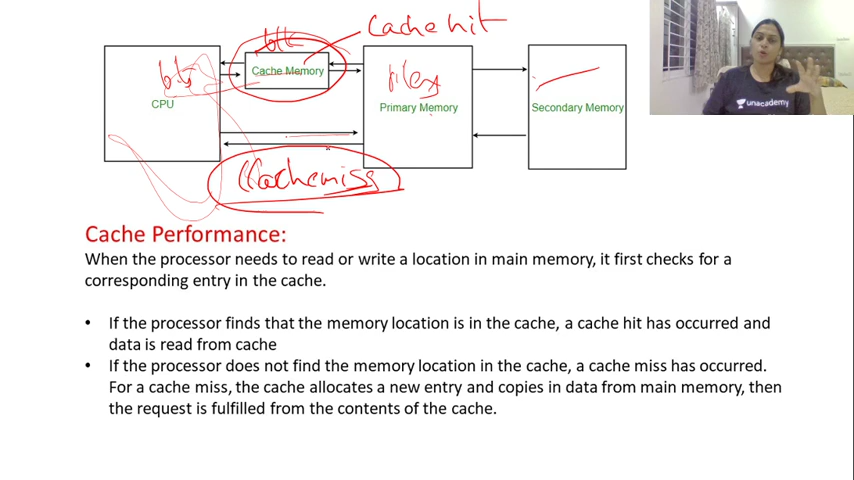 Cache hit
blk
Cache Memory
CPU
Primary Memory
Secondary Memory
unacademy
Cache miss
Cache Performance:
When the processor needs to read or write a location in main memory, it first checks for a
corresponding entry in the cache.
• If the processor finds that the memory location is in the cache, a cache hit has occurred and
data is read from cache
• If the processor does not find the memory location in the cache, a cache miss has occurred.
For a cache miss, the cache allocates a new entry and copies in data from main memory, then
the request is fulfilled from the contents of the cache.